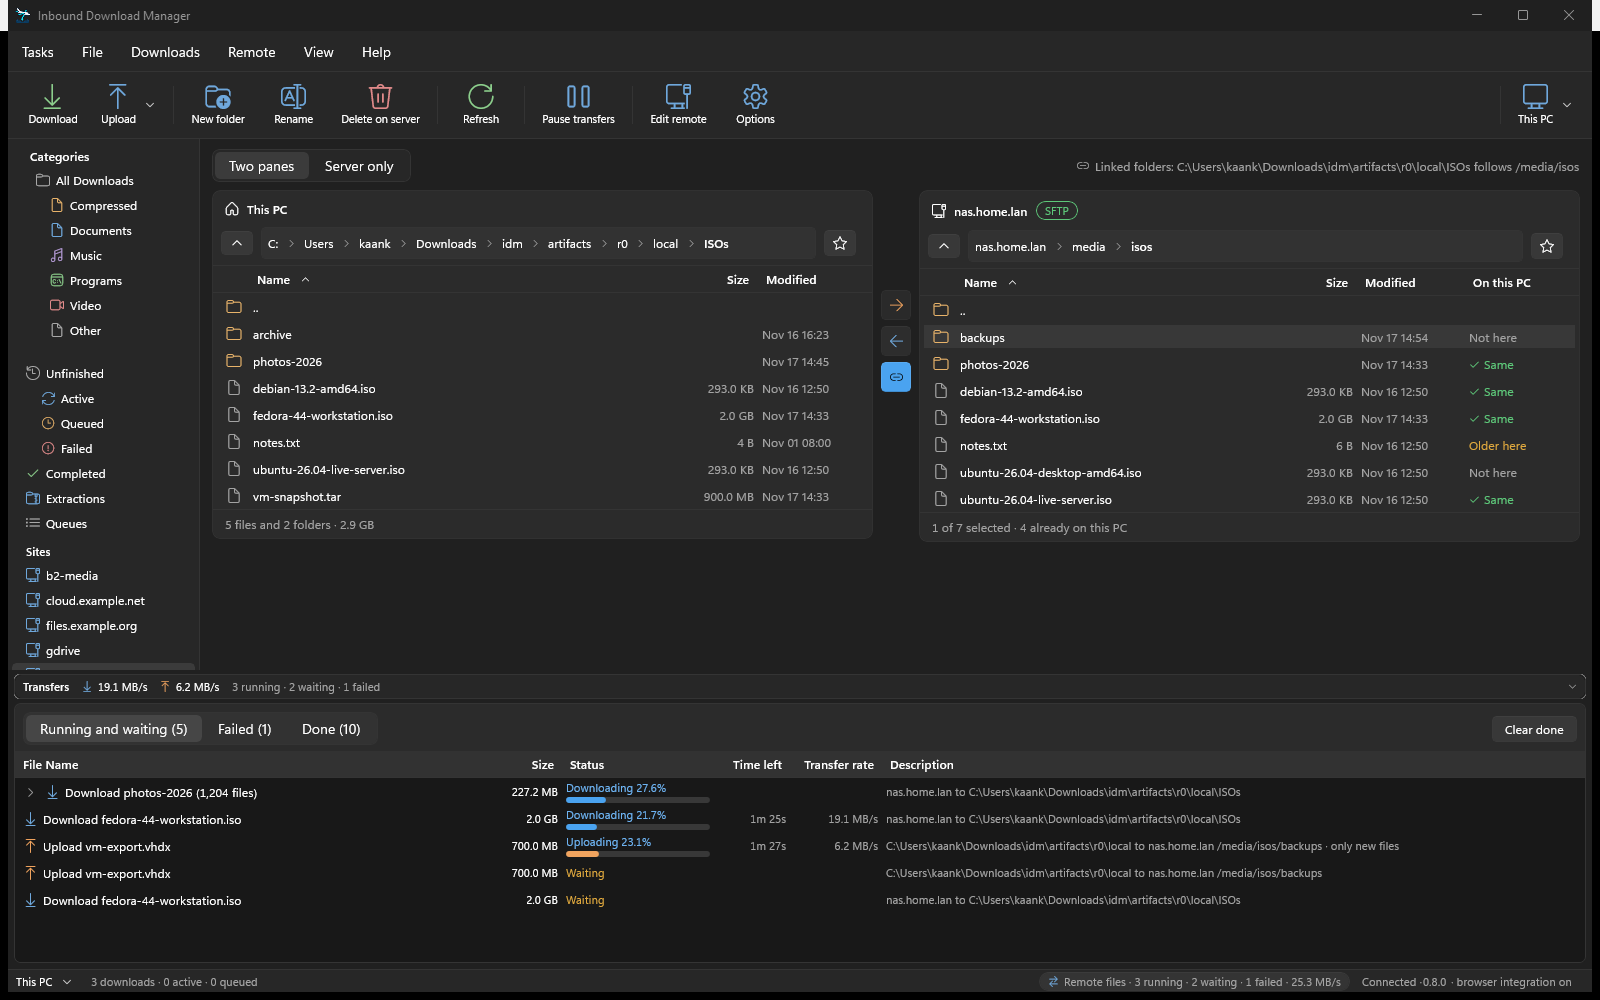 Inbound Download Manager
Tasks File Downloads Remote View Help
Download Upload New folder Rename Delete on server Refresh Pause transfers Edit remote Options This PC
Categories
All Downloads
Compressed
Documents
Music
Programs
Video
Other
Unfinished
Active
Queued
Failed
Completed
Extractions
Queues
Sites
b2-media
cloud.example.net
files.example.org
gdrive
Two panes Server only
Linked folders: C:\Users\kaank\Downloads\idm\artifacts\r0\local\ISOs follows /media/isos
This PC
C: Users kaank Downloads idm artifacts r0 local ISOs
Name Size Modified
..
archive Nov 16 16:23
photos-2026 Nov 17 14:45
debian-13.2-amd64.iso 293.0 KB Nov 16 12:50
fedora-44-workstation.iso 2.0 GB Nov 17 14:33
notes.txt 4 B Nov 01 08:00
ubuntu-26.04-live-server.iso 293.0 KB Nov 16 12:50
vm-snapshot.tar 900.0 MB Nov 17 14:33
5 files and 2 folders · 2.9 GB
nas.home.lan SFTP
nas.home.lan media isos
Name Size Modified On this PC
..
backups Nov 17 14:54 Not here
photos-2026 Nov 17 14:33 Same
debian-13.2-amd64.iso 293.0 KB Nov 16 12:50 Same
fedora-44-workstation.iso 2.0 GB Nov 17 14:33 Same
notes.txt 6 B Nov 16 12:50 Older here
ubuntu-26.04-desktop-amd64.iso 293.0 KB Nov 16 12:50 Not here
ubuntu-26.04-live-server.iso 293.0 KB Nov 16 12:50 Same
1 of 7 selected · 4 already on this PC
Transfers 19.1 MB/s 6.2 MB/s 3 running · 2 waiting · 1 failed
Running and waiting (5) Failed (1) Done (10) Clear done
File Name Size Status Time left Transfer rate Description
Download photos-2026 (1,204 files) 227.2 MB Downloading 27.6% nas.home.lan to C:\Users\kaank\Downloads\idm\artifacts\r0\local\ISOs
Download fedora-44-workstation.iso 2.0 GB Downloading 21.7% 1m 25s 19.1 MB/s nas.home.lan to C:\Users\kaank\Downloads\idm\artifacts\r0\local\ISOs
Upload vm-export.vhdx 700.0 MB Uploading 23.1% 1m 27s 6.2 MB/s C:\Users\kaank\Downloads\idm\artifacts\r0\local to nas.home.lan /media/isos/backups · only new files
Upload vm-export.vhdx 700.0 MB Waiting C:\Users\kaank\Downloads\idm\artifacts\r0\local to nas.home.lan /media/isos/backups
Download fedora-44-workstation.iso 2.0 GB Waiting nas.home.lan to C:\Users\kaank\Downloads\idm\artifacts\r0\local\ISOs
This PC 3 downloads · 0 active · 0 queued Remote files · 3 running · 2 waiting · 1 failed · 25.3 MB/s Connected ·0.8.0 · browser integration on